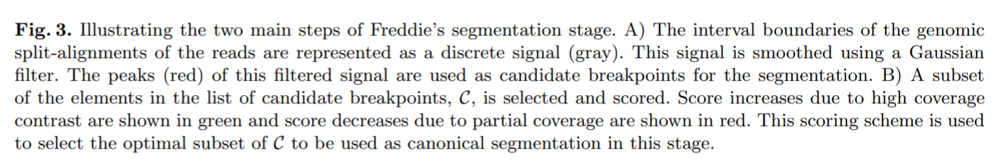 Fig. 3. Illustrating the two main steps of Freddie's segmentation stage. A) The interval boundaries of the genomic
split-alignments of the reads are represented as a discrete signal (gray). This signal is smoothed using a Gaussian
filter. The peaks (red) of this filtered signal are used as candidate breakpoints for the segmentation. B) A subset
of the elements in the list of candidate breakpoints, 𝒞, is selected and scored. Score increases due to high coverage
contrast are shown in green and score decreases due to partial coverage are shown in red. This scoring scheme is used
to select the optimal subset of 𝒞 to be used as canonical segmentation in this stage.